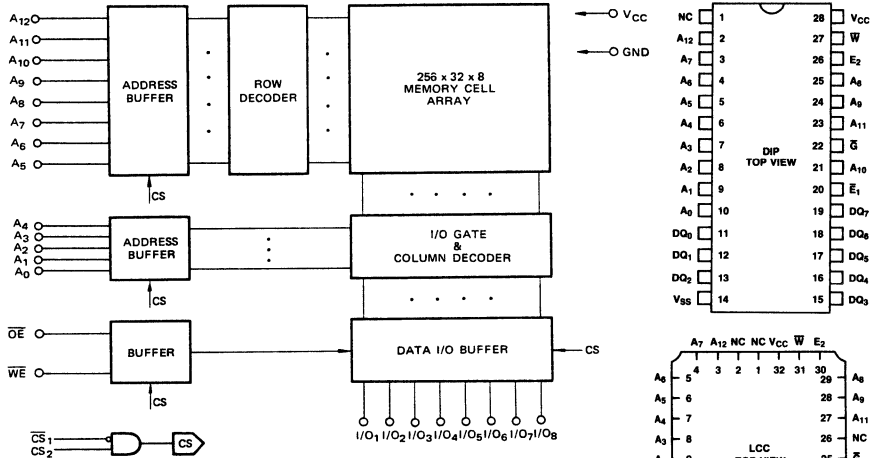 A12
A11
A10
A9
A8
A7
A6
A5
ADDRESS BUFFER
CS
ROW DECODER
256 x 32 x 8
MEMORY CELL
ARRAY
VCC
GND
A4
A3
A2
A1
A0
ADDRESS BUFFER
CS
I/O GATE
&
COLUMN DECODER
OE
WE
BUFFER
CS
DATA I/O BUFFER
CS
I/O1 I/O2 I/O3 I/O4 I/O5 I/O6 I/O7 I/O8
CS1
CS2
CS
NC 1 28 VCC
A12 2 27 W
A7 3 26 E2
A6 4 25 A8
A5 5 24 A9
A4 6 23 A11
A3 7 22 G
DIP
TOP VIEW
A2 8 21 A10
A1 9 20 E1
A0 10 19 DQ7
DQ0 11 18 DQ6
DQ1 12 17 DQ5
DQ2 13 16 DQ4
VSS 14 15 DQ3
A7 A12 NC NC VCC W E2
4 3 2 1 32 31 30
A6 5 29 A8
A5 6 28 A9
A4 7 27 A11
A3 8 26 NC
LCC